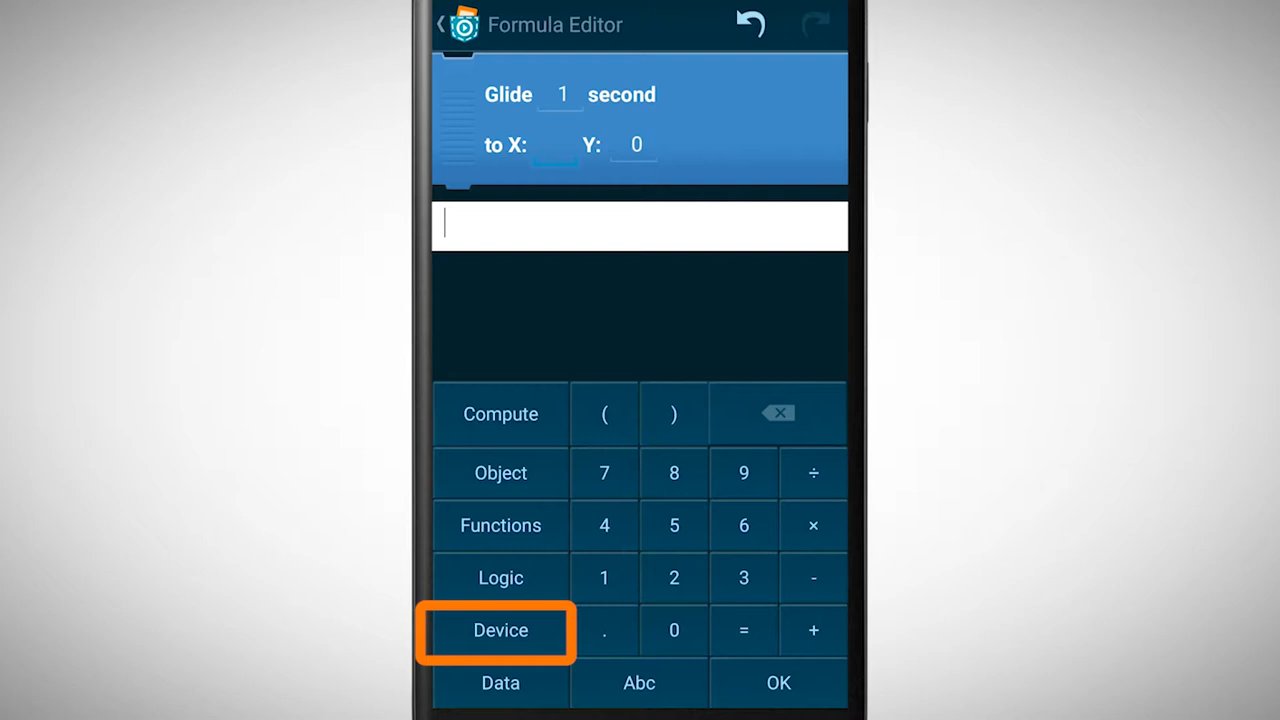 Formula Editor
Glide 1 second
to X: Y: 0
Compute ( )
Object 7 8 9 ÷
Functions 4 5 6 ×
Logic 1 2 3 -
Device . 0 = +
Data Abc OK